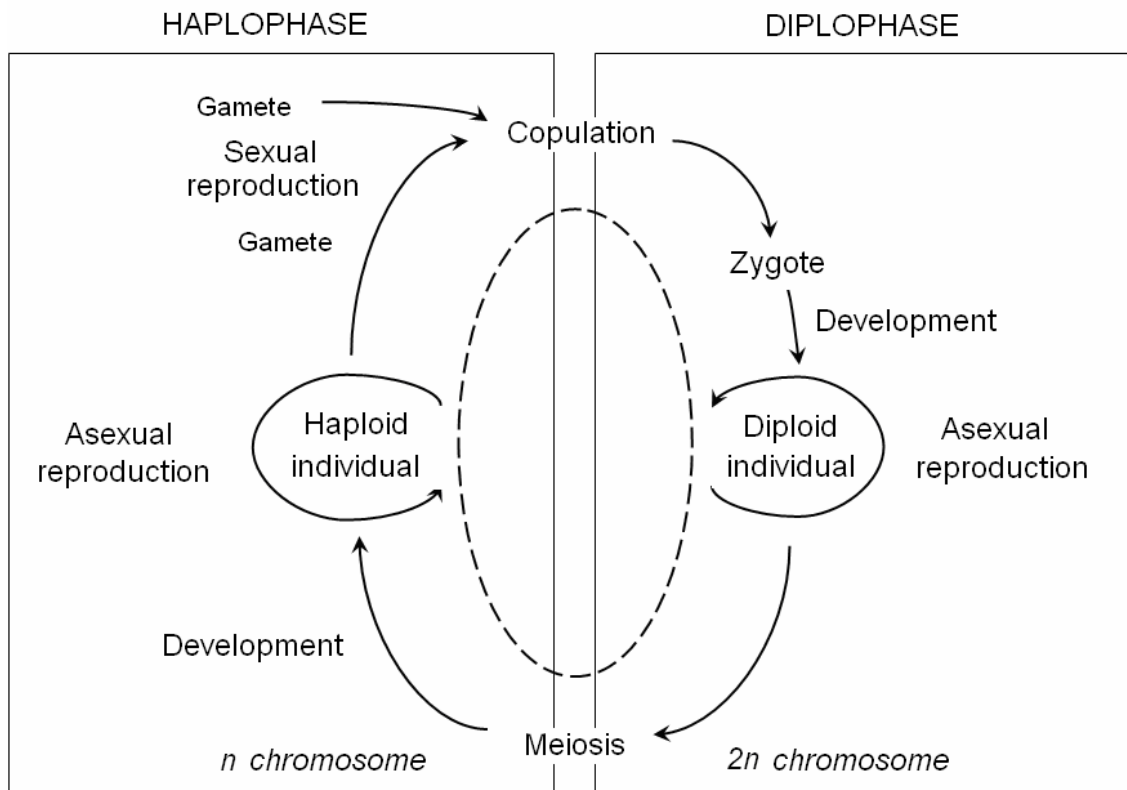 HAPLOPHASE
DIPLOPHASE
Gamete
Copulation
Sexual
reproduction
Gamete
Zygote
Development
Asexual
reproduction
Haploid
individual
Diploid
individual
Asexual
reproduction
Development
Meiosis
n chromosome
2n chromosome